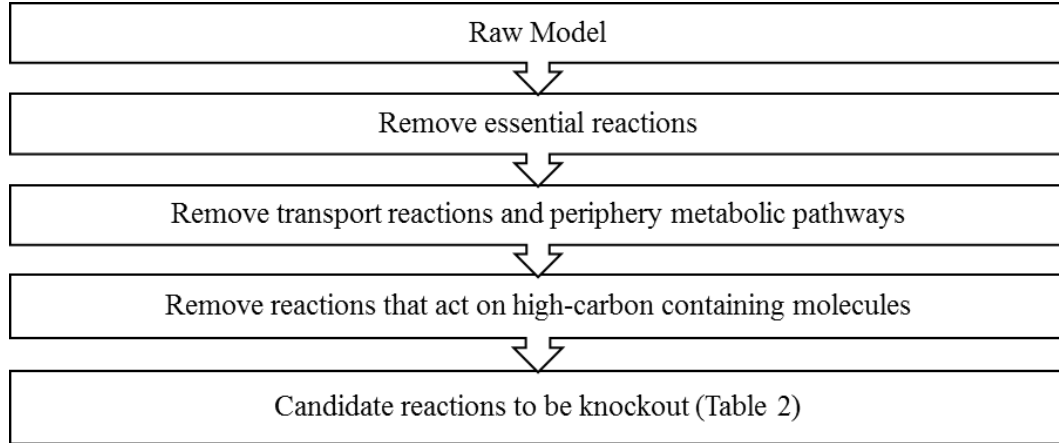 Raw Model
Remove essential reactions
Remove transport reactions and periphery metabolic pathways
Remove reactions that act on high-carbon containing molecules
Candidate reactions to be knockout (Table 2)